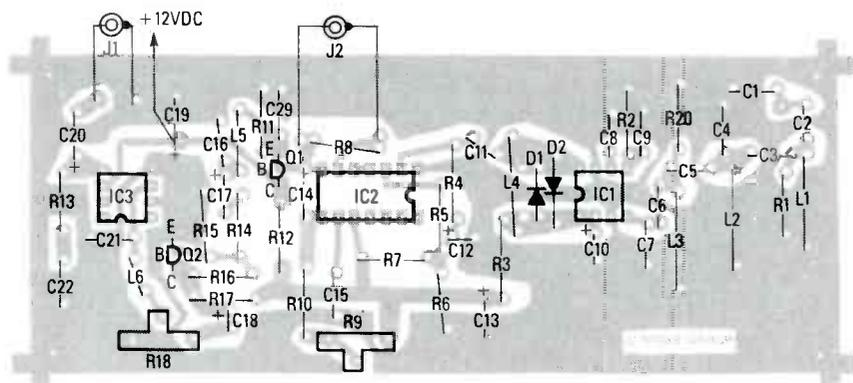 +12VDC
J1
J2
C19
C29
C1
C20
C16
L5
R11
R8
C11
C8
R2
C9
R20
C4
C2
E
Q1
B
C
D1
D2
C3
IC3
C17
C14
IC2
R4
L4
IC1
C5
R13
R15
R14
R12
R5
C6
L2
R1
L1
E
C21
B
Q2
C
+
C12
+
C10
C7
L3
C22
L6
R16
R7
R3
R17
R10
C15
R6
+
C13
+
C18
R18
R9
+
+
+